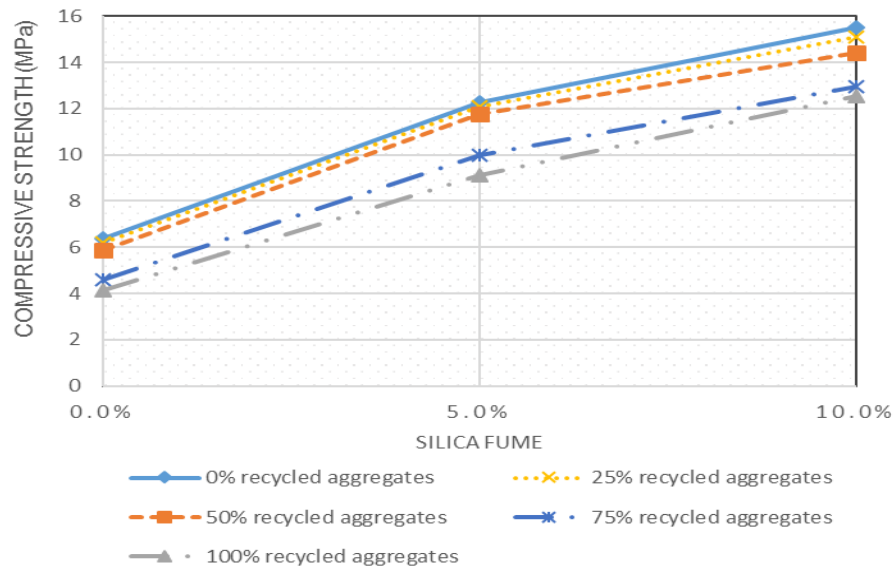 COMPRESSIVE STRENGTH (MPa)
16
14
12
10
8
6
4
2
0
0.0% 5.0% 10.0%
SILICA FUME
0% recycled aggregates 25% recycled aggregates
50% recycled aggregates 75% recycled aggregates
100% recycled aggregates